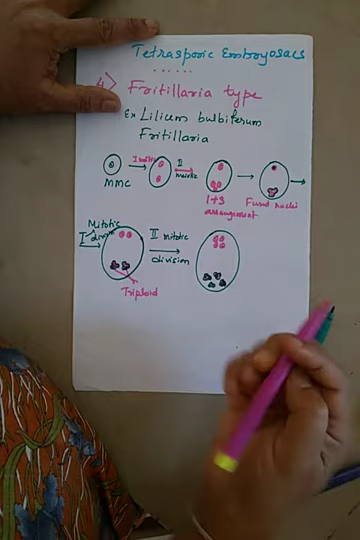 Tetrasporic Embryosacs
4> Fritillaria type
Ex Lilium bulbiferum
Fritillaria
I meiotic II
meiotic
MMC
1+3
arrangement
Fused nuclei
Mitotic
I division
II mitotic
division
Triploid